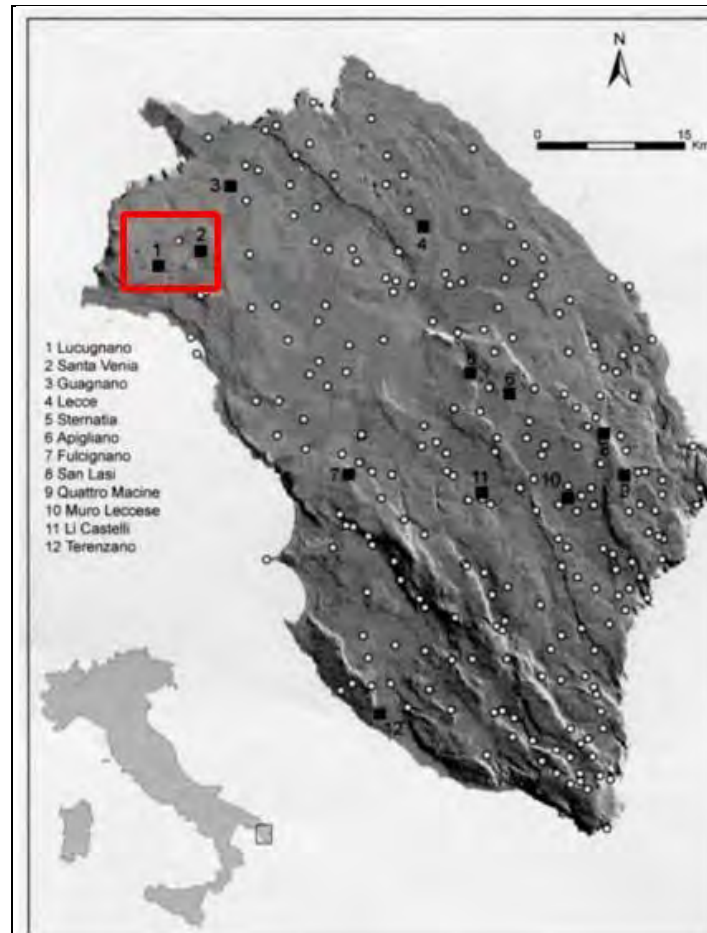 N
0 15
Km
3
2
1
4
1 Lucugnano
2 Santa Venia
3 Guagnano
4 Lecce
5 Sternatia
6 Apigliano
7 Fulcignano
8 San Lasi
9 Quattro Macine
10 Muro Leccese
11 Li Castelli
12 Terenzano
5
6
8
7
11
10
9
12